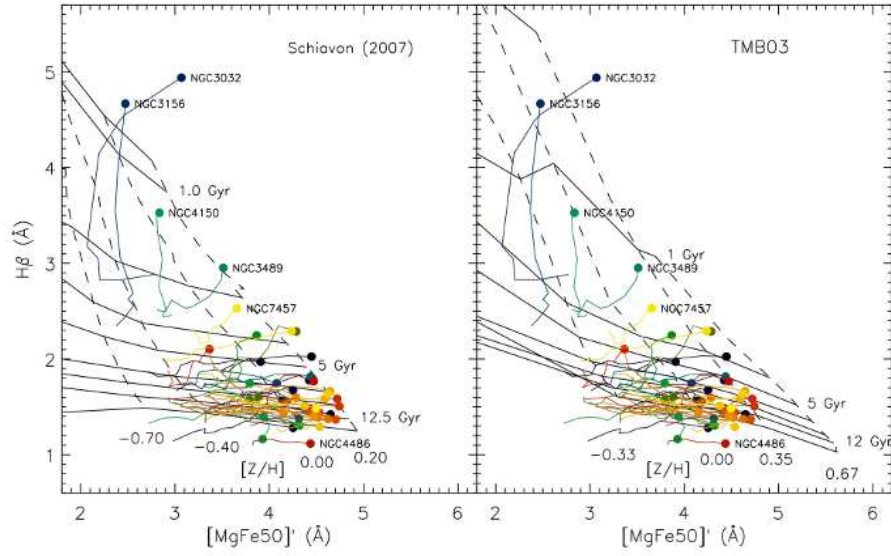 Schiavon (2007)
TMB03
5
4
3
2
1
Hβ (Å)
NGC3032
NGC3156
1.0 Gyr
NGC4150
NGC3489
NGC7457
5 Gyr
12.5 Gyr
NGC4486
−0.70
−0.40
0.00
0.20
[Z/H]
NGC3032
NGC3156
NGC4150
1 Gyr
NGC3489
NGC7457
5 Gyr
12 Gyr
NGC4486
−0.33
0.00
0.35
0.67
[Z/H]
2 3 4 5 6
2 3 4 5 6
[MgFe50]' (Å)
[MgFe50]' (Å)